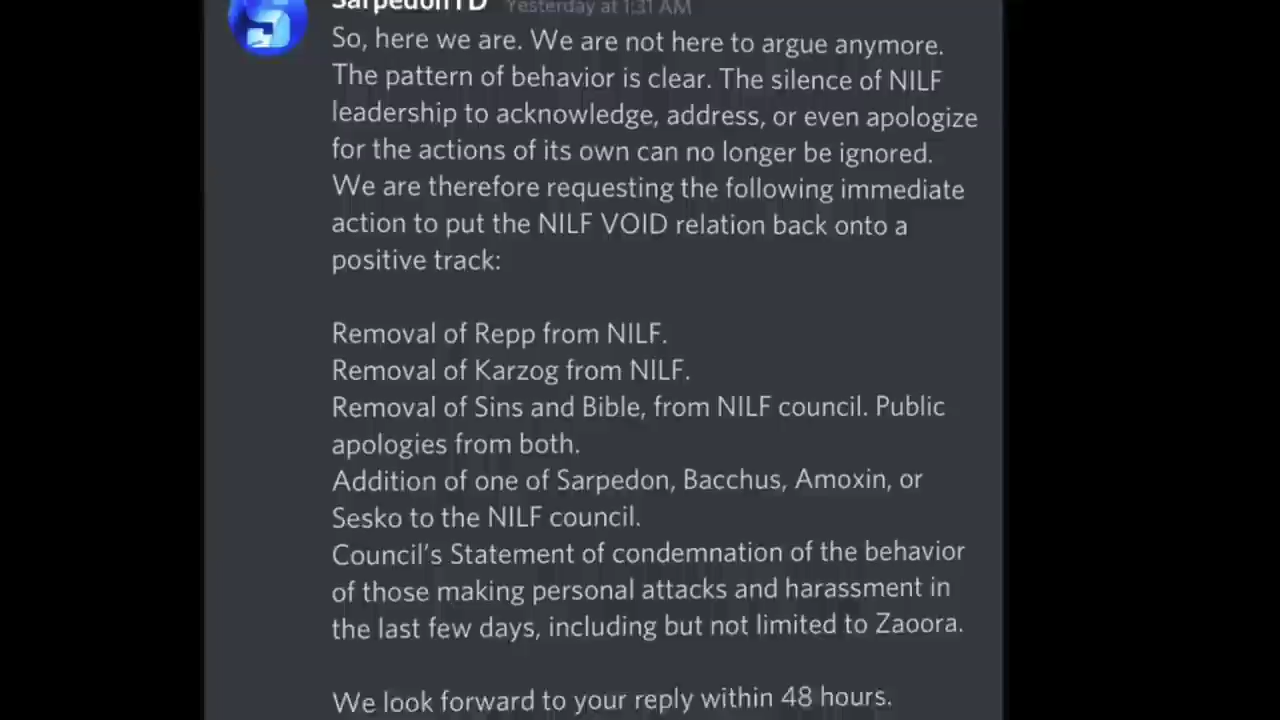 SarpedonTD Yesterday at 1:31 AM
So, here we are. We are not here to argue anymore.
The pattern of behavior is clear. The silence of NILF
leadership to acknowledge, address, or even apologize
for the actions of its own can no longer be ignored.
We are therefore requesting the following immediate
action to put the NILF VOID relation back onto a
positive track:
Removal of Repp from NILF.
Removal of Karzog from NILF.
Removal of Sins and Bible, from NILF council. Public
apologies from both.
Addition of one of Sarpedon, Bacchus, Amoxin, or
Sesko to the NILF council.
Council's Statement of condemnation of the behavior
of those making personal attacks and harassment in
the last few days, including but not limited to Zaoora.
We look forward to your reply within 48 hours.